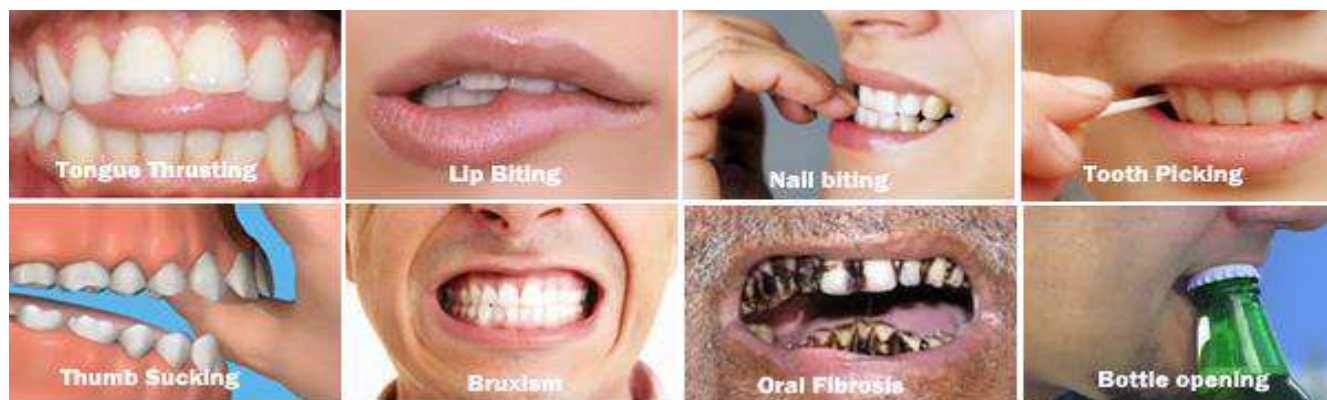 Tongue Thrusting
Lip Biting
Nail biting
Tooth Picking
Thumb Sucking
Bruxism
Oral Fibrosis
Bottle opening